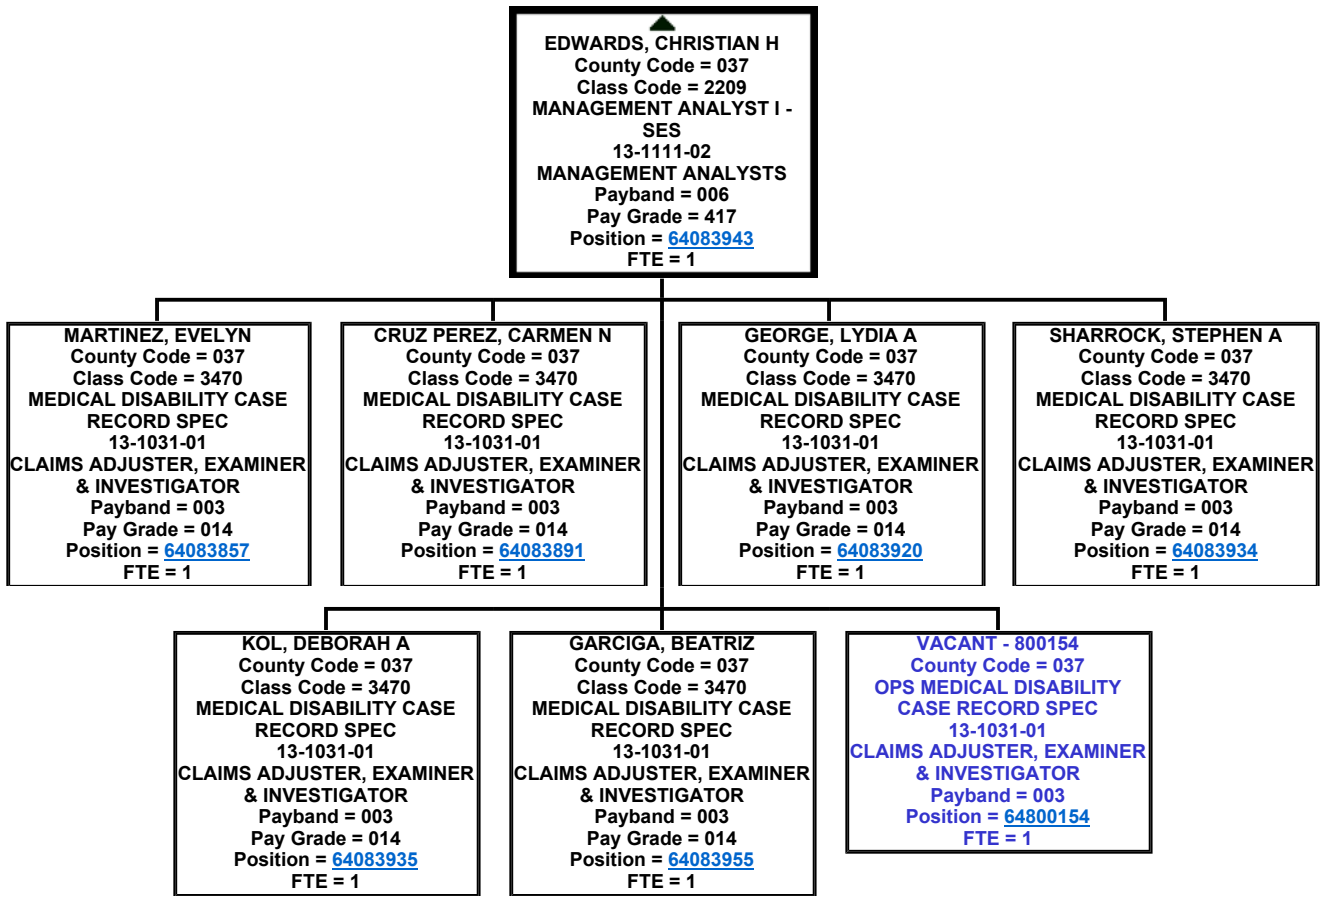 EDWARDS, CHRISTIAN H
County Code = 037
Class Code = 2209
MANAGEMENT ANALYST I -
SES
13-1111-02
MANAGEMENT ANALYSTS
Payband = 006
Pay Grade = 417
Position = 64083943
FTE = 1
MARTINEZ, EVELYN
County Code = 037
Class Code = 3470
MEDICAL DISABILITY CASE
RECORD SPEC
13-1031-01
CLAIMS ADJUSTER, EXAMINER
& INVESTIGATOR
Payband = 003
Pay Grade = 014
Position = 64083857
FTE = 1
CRUZ PEREZ, CARMEN N
County Code = 037
Class Code = 3470
MEDICAL DISABILITY CASE
RECORD SPEC
13-1031-01
CLAIMS ADJUSTER, EXAMINER
& INVESTIGATOR
Payband = 003
Pay Grade = 014
Position = 64083891
FTE = 1
GEORGE, LYDIA A
County Code = 037
Class Code = 3470
MEDICAL DISABILITY CASE
RECORD SPEC
13-1031-01
CLAIMS ADJUSTER, EXAMINER
& INVESTIGATOR
Payband = 003
Pay Grade = 014
Position = 64083920
FTE = 1
SHARROCK, STEPHEN A
County Code = 037
Class Code = 3470
MEDICAL DISABILITY CASE
RECORD SPEC
13-1031-01
CLAIMS ADJUSTER, EXAMINER
& INVESTIGATOR
Payband = 003
Pay Grade = 014
Position = 64083934
FTE = 1
KOL, DEBORAH A
County Code = 037
Class Code = 3470
MEDICAL DISABILITY CASE
RECORD SPEC
13-1031-01
CLAIMS ADJUSTER, EXAMINER
& INVESTIGATOR
Payband = 003
Pay Grade = 014
Position = 64083935
FTE = 1
GARCIGA, BEATRIZ
County Code = 037
Class Code = 3470
MEDICAL DISABILITY CASE
RECORD SPEC
13-1031-01
CLAIMS ADJUSTER, EXAMINER
& INVESTIGATOR
Payband = 003
Pay Grade = 014
Position = 64083955
FTE = 1
VACANT - 800154
County Code = 037
OPS MEDICAL DISABILITY
CASE RECORD SPEC
13-1031-01
CLAIMS ADJUSTER, EXAMINER
& INVESTIGATOR
Payband = 003
Position = 64800154
FTE = 1